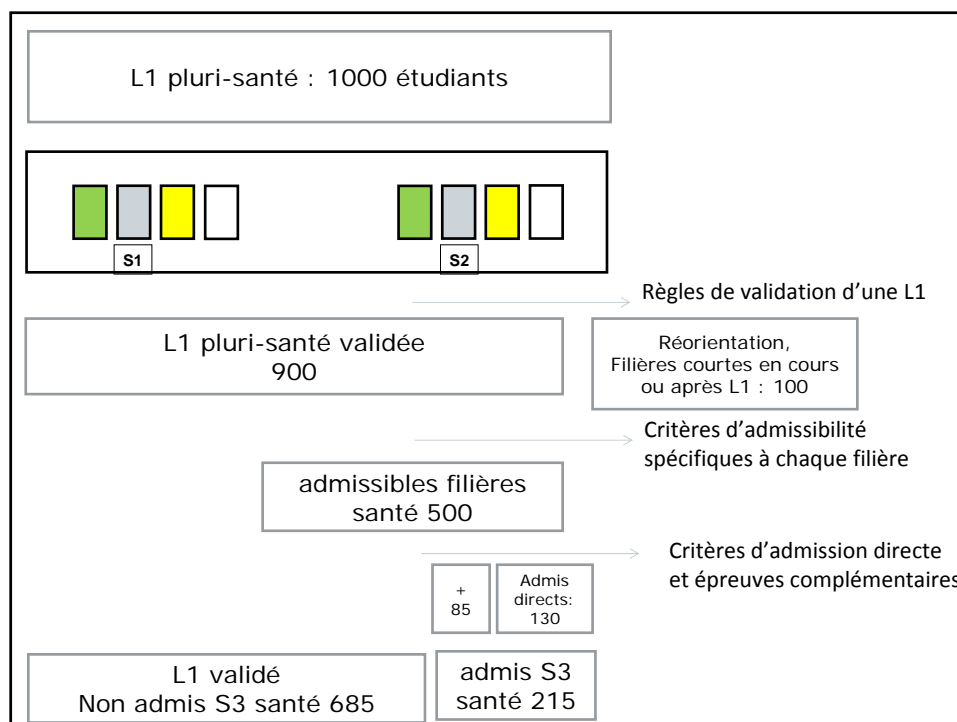 L1 pluri-santé : 1000 étudiants
S1
S2
Règles de validation d’une L1
L1 pluri-santé validée
900
Réorientation,
Filières courtes en cours
ou après L1 : 100
Critères d’admissibilité
spécifiques à chaque filière
admissibles filières
santé 500
Critères d’admission directe
et épreuves complémentaires
+
85
Admis
directs:
130
L1 validé
Non admis S3 santé 685
admis S3
santé 215